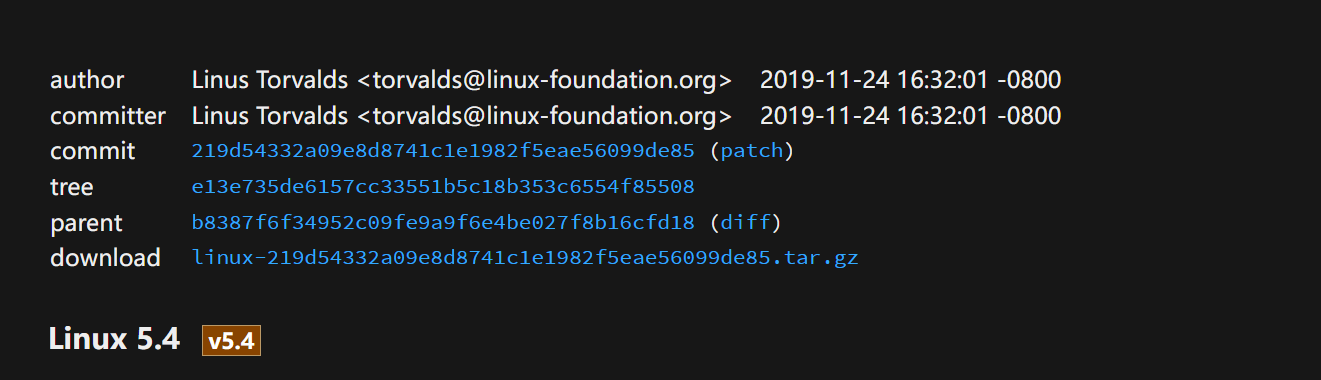 author Linus Torvalds <torvalds@linux-foundation.org> 2019-11-24 16:32:01 -0800
committer Linus Torvalds <torvalds@linux-foundation.org> 2019-11-24 16:32:01 -0800
commit 219d54332a09e8d8741c1e1982f5eae56099de85 (patch)
tree e13e735de6157cc33551b5c18b353c6554f85508
parent b8387f6f34952c09fe9a9f6e4be027f8b16cfd18 (diff)
download linux-219d54332a09e8d8741c1e1982f5eae56099de85.tar.gz
Linux 5.4 v5.4